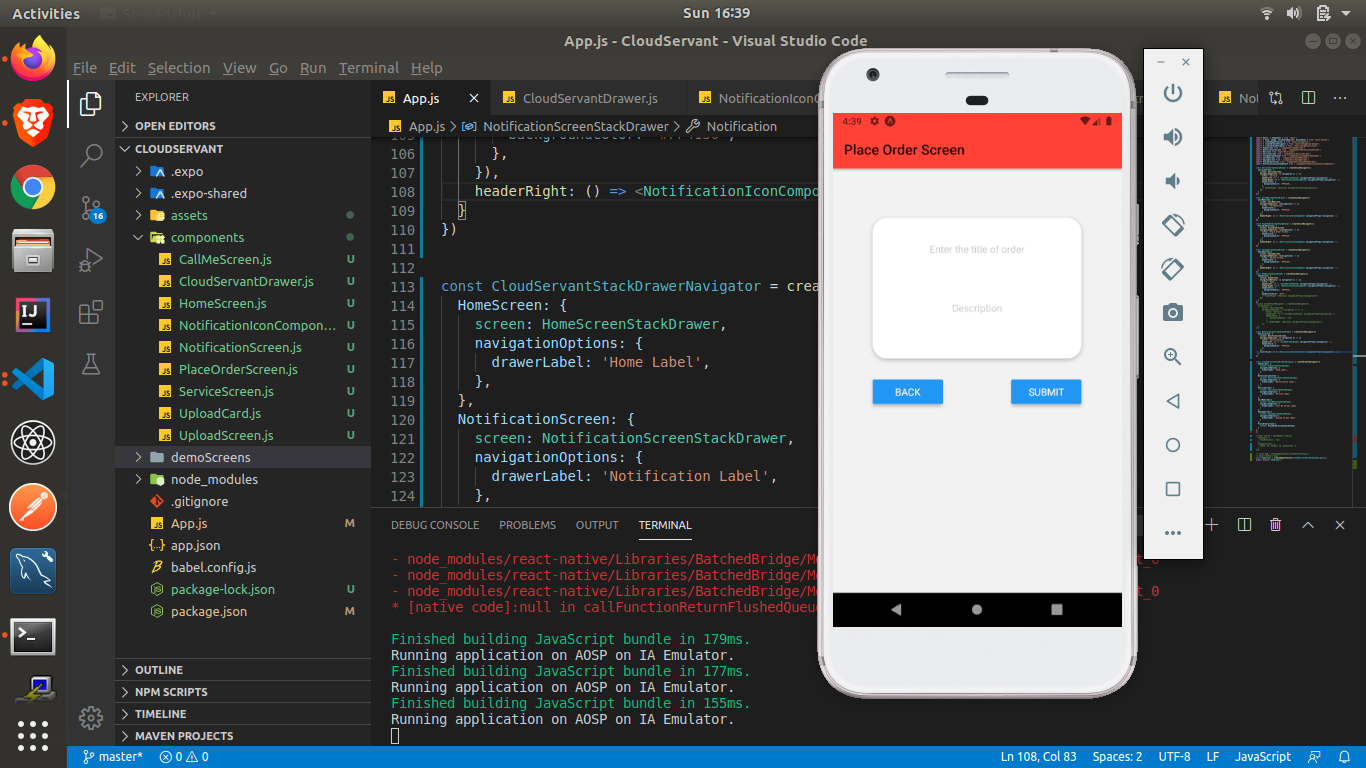 Activities
Screenshot
Sun 16:39
App.js - CloudServant - Visual Studio Code
File Edit Selection View Go Run Terminal Help
EXPLORER
OPEN EDITORS
CLOUDSERVANT
.expo
.expo-shared
assets
components
CallMeScreen.js U
CloudServantDrawer.js U
HomeScreen.js U
NotificationIconCompon... U
NotificationScreen.js U
PlaceOrderScreen.js U
ServiceScreen.js U
UploadCard.js U
UploadScreen.js U
demoScreens
node_modules
.gitignore
App.js M
app.json
babel.config.js
package-lock.json U
package.json M
OUTLINE
NPM SCRIPTS
TIMELINE
MAVEN PROJECTS
16
App.js CloudServantDrawer.js NotificationIconC
App.js > NotificationScreenStackDrawer > Notification
106 },
107 }),
108 headerRight: () => <NotificationIconCompo
109 }
110 })
111
112
113 const CloudServantStackDrawerNavigator = crea
114 HomeScreen: {
115 screen: HomeScreenStackDrawer,
116 navigationOptions: {
117 drawerLabel: 'Home Label',
118 },
119 },
120 NotificationScreen: {
121 screen: NotificationScreenStackDrawer,
122 navigationOptions: {
123 drawerLabel: 'Notification Label',
124 },
DEBUG CONSOLE PROBLEMS OUTPUT TERMINAL
- node_modules/react-native/Libraries/BatchedBridge/M
- node_modules/react-native/Libraries/BatchedBridge/M
- node_modules/react-native/Libraries/BatchedBridge/M
* [native code]:null in callFunctionReturnFlushedQueu
Finished building JavaScript bundle in 179ms.
Running application on AOSP on IA Emulator.
Finished building JavaScript bundle in 177ms.
Running application on AOSP on IA Emulator.
Finished building JavaScript bundle in 155ms.
Running application on AOSP on IA Emulator.
4:39
Place Order Screen
Enter the title of order
Description
BACK SUBMIT
master* 0 0
Ln 108, Col 83 Spaces: 2 UTF-8 LF JavaScript